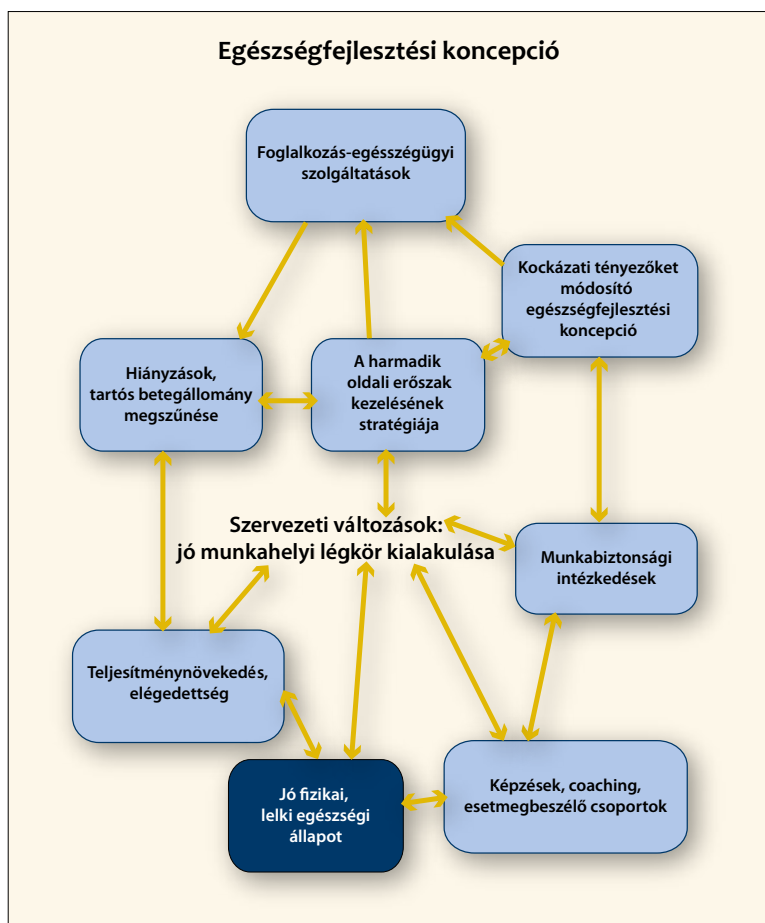 Egészségfejlesztési koncepció
Foglalkozás-egésszégügyi
szolgáltatások
Kockázati tényezőket
módosító
egészségfejlesztési
koncepció
Hiányzások,
tartós betegállomány
megszűnése
A harmadik
oldali erőszak
kezelésének
stratégiája
Szervezeti változások:
jó munkahelyi légkör kialakulása
Munkabiztonsági
intézkedések
Teljesítménynövekedés,
elégedettség
Jó fizikai,
lelki egészségi
állapot
Képzések, coaching,
esetmegbeszélő csoportok